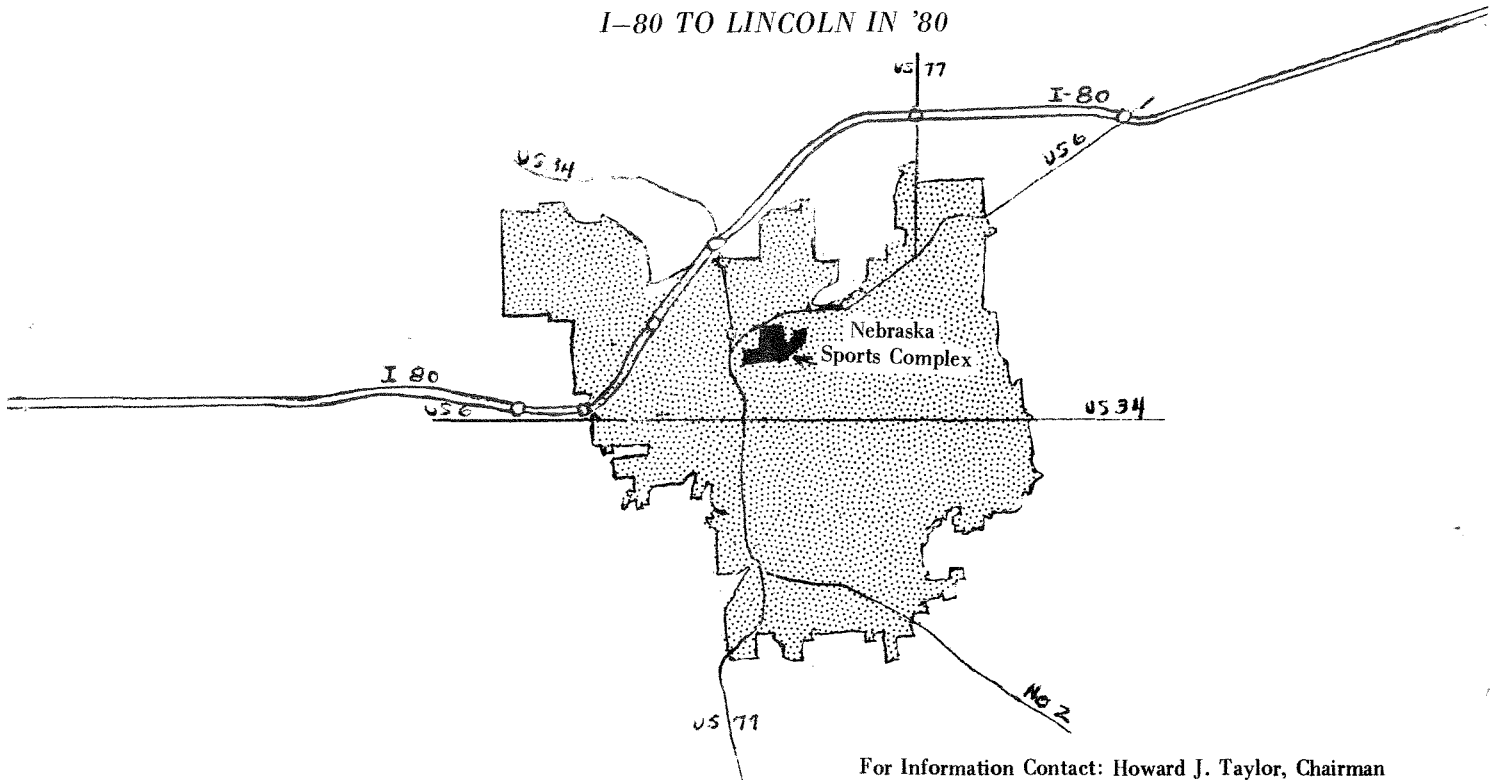 I–80 TO LINCOLN IN '80
US 77
I-80
US 6
US 34
Nebraska
Sports Complex
I 80
US 6
US 34
US 77
No 2
For Information Contact: Howard J. Taylor, Chairman